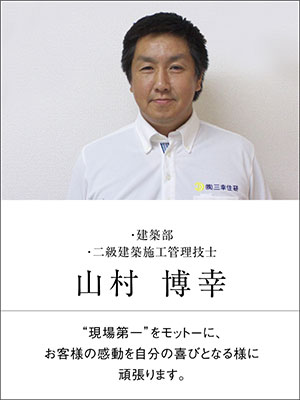 ㈱三幸住研
・建築部
・二級建築施工管理技士
山村 博幸
“現場第一”をモットーに、
お客様の感動を自分の喜びとなる様に
頑張ります。